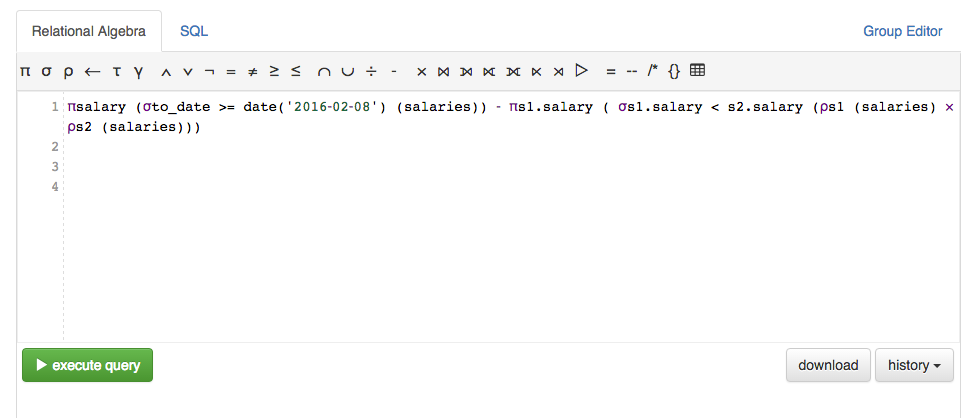 Relational Algebra SQL Group Editor
π σ ρ ← τ γ ∧ ∨ ¬ = ≠ ≥ ≤ ∩ ∪ ÷ - × ⋈ ⟕ ⟖ ⟗ ⋉ ⋊ ▷ = -- /* {}
1 πsalary (σto_date >= date('2016-02-08') (salaries)) - πs1.salary ( σs1.salary < s2.salary (ρs1 (salaries) ×
ρs2 (salaries)))
2
3
4
execute query download history